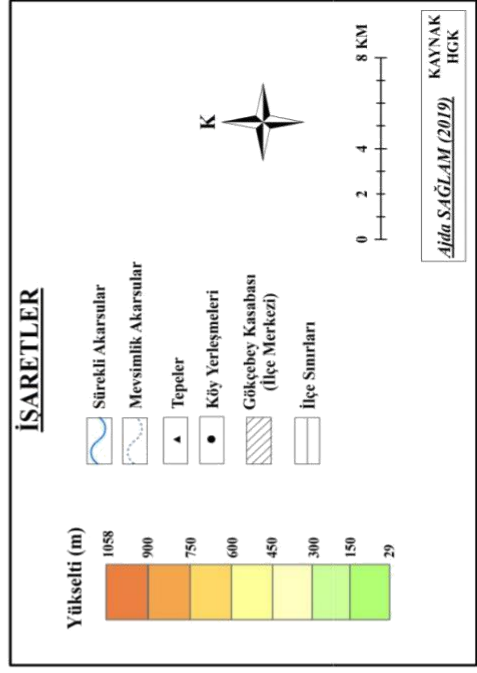 İŞARETLER
Yükselti (m)
1058
900
750
600
450
300
150
29
Sürekli Akarsular
Mevsimlik Akarsular
Tepeler
Köy Yerleşmeleri
Gökçebey Kasabası
(İlçe Merkezi)
İlçe Sınırları
K
0 2 4 8 KM
Ajda SAĞLAM (2019)
KAYNAK
HGK